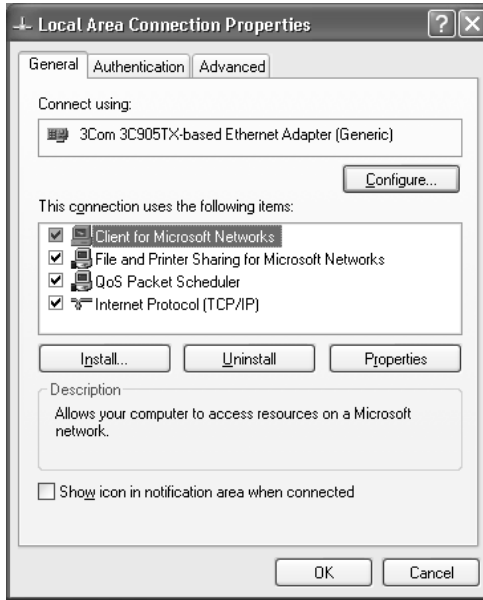 Local Area Connection Properties
General Authentication Advanced
Connect using:
3Com 3C905TX-based Ethernet Adapter (Generic)
Configure...
This connection uses the following items:
Client for Microsoft Networks
File and Printer Sharing for Microsoft Networks
QoS Packet Scheduler
Internet Protocol (TCP/IP)
Install... Uninstall Properties
Description
Allows your computer to access resources on a Microsoft
network.
Show icon in notification area when connected
OK Cancel